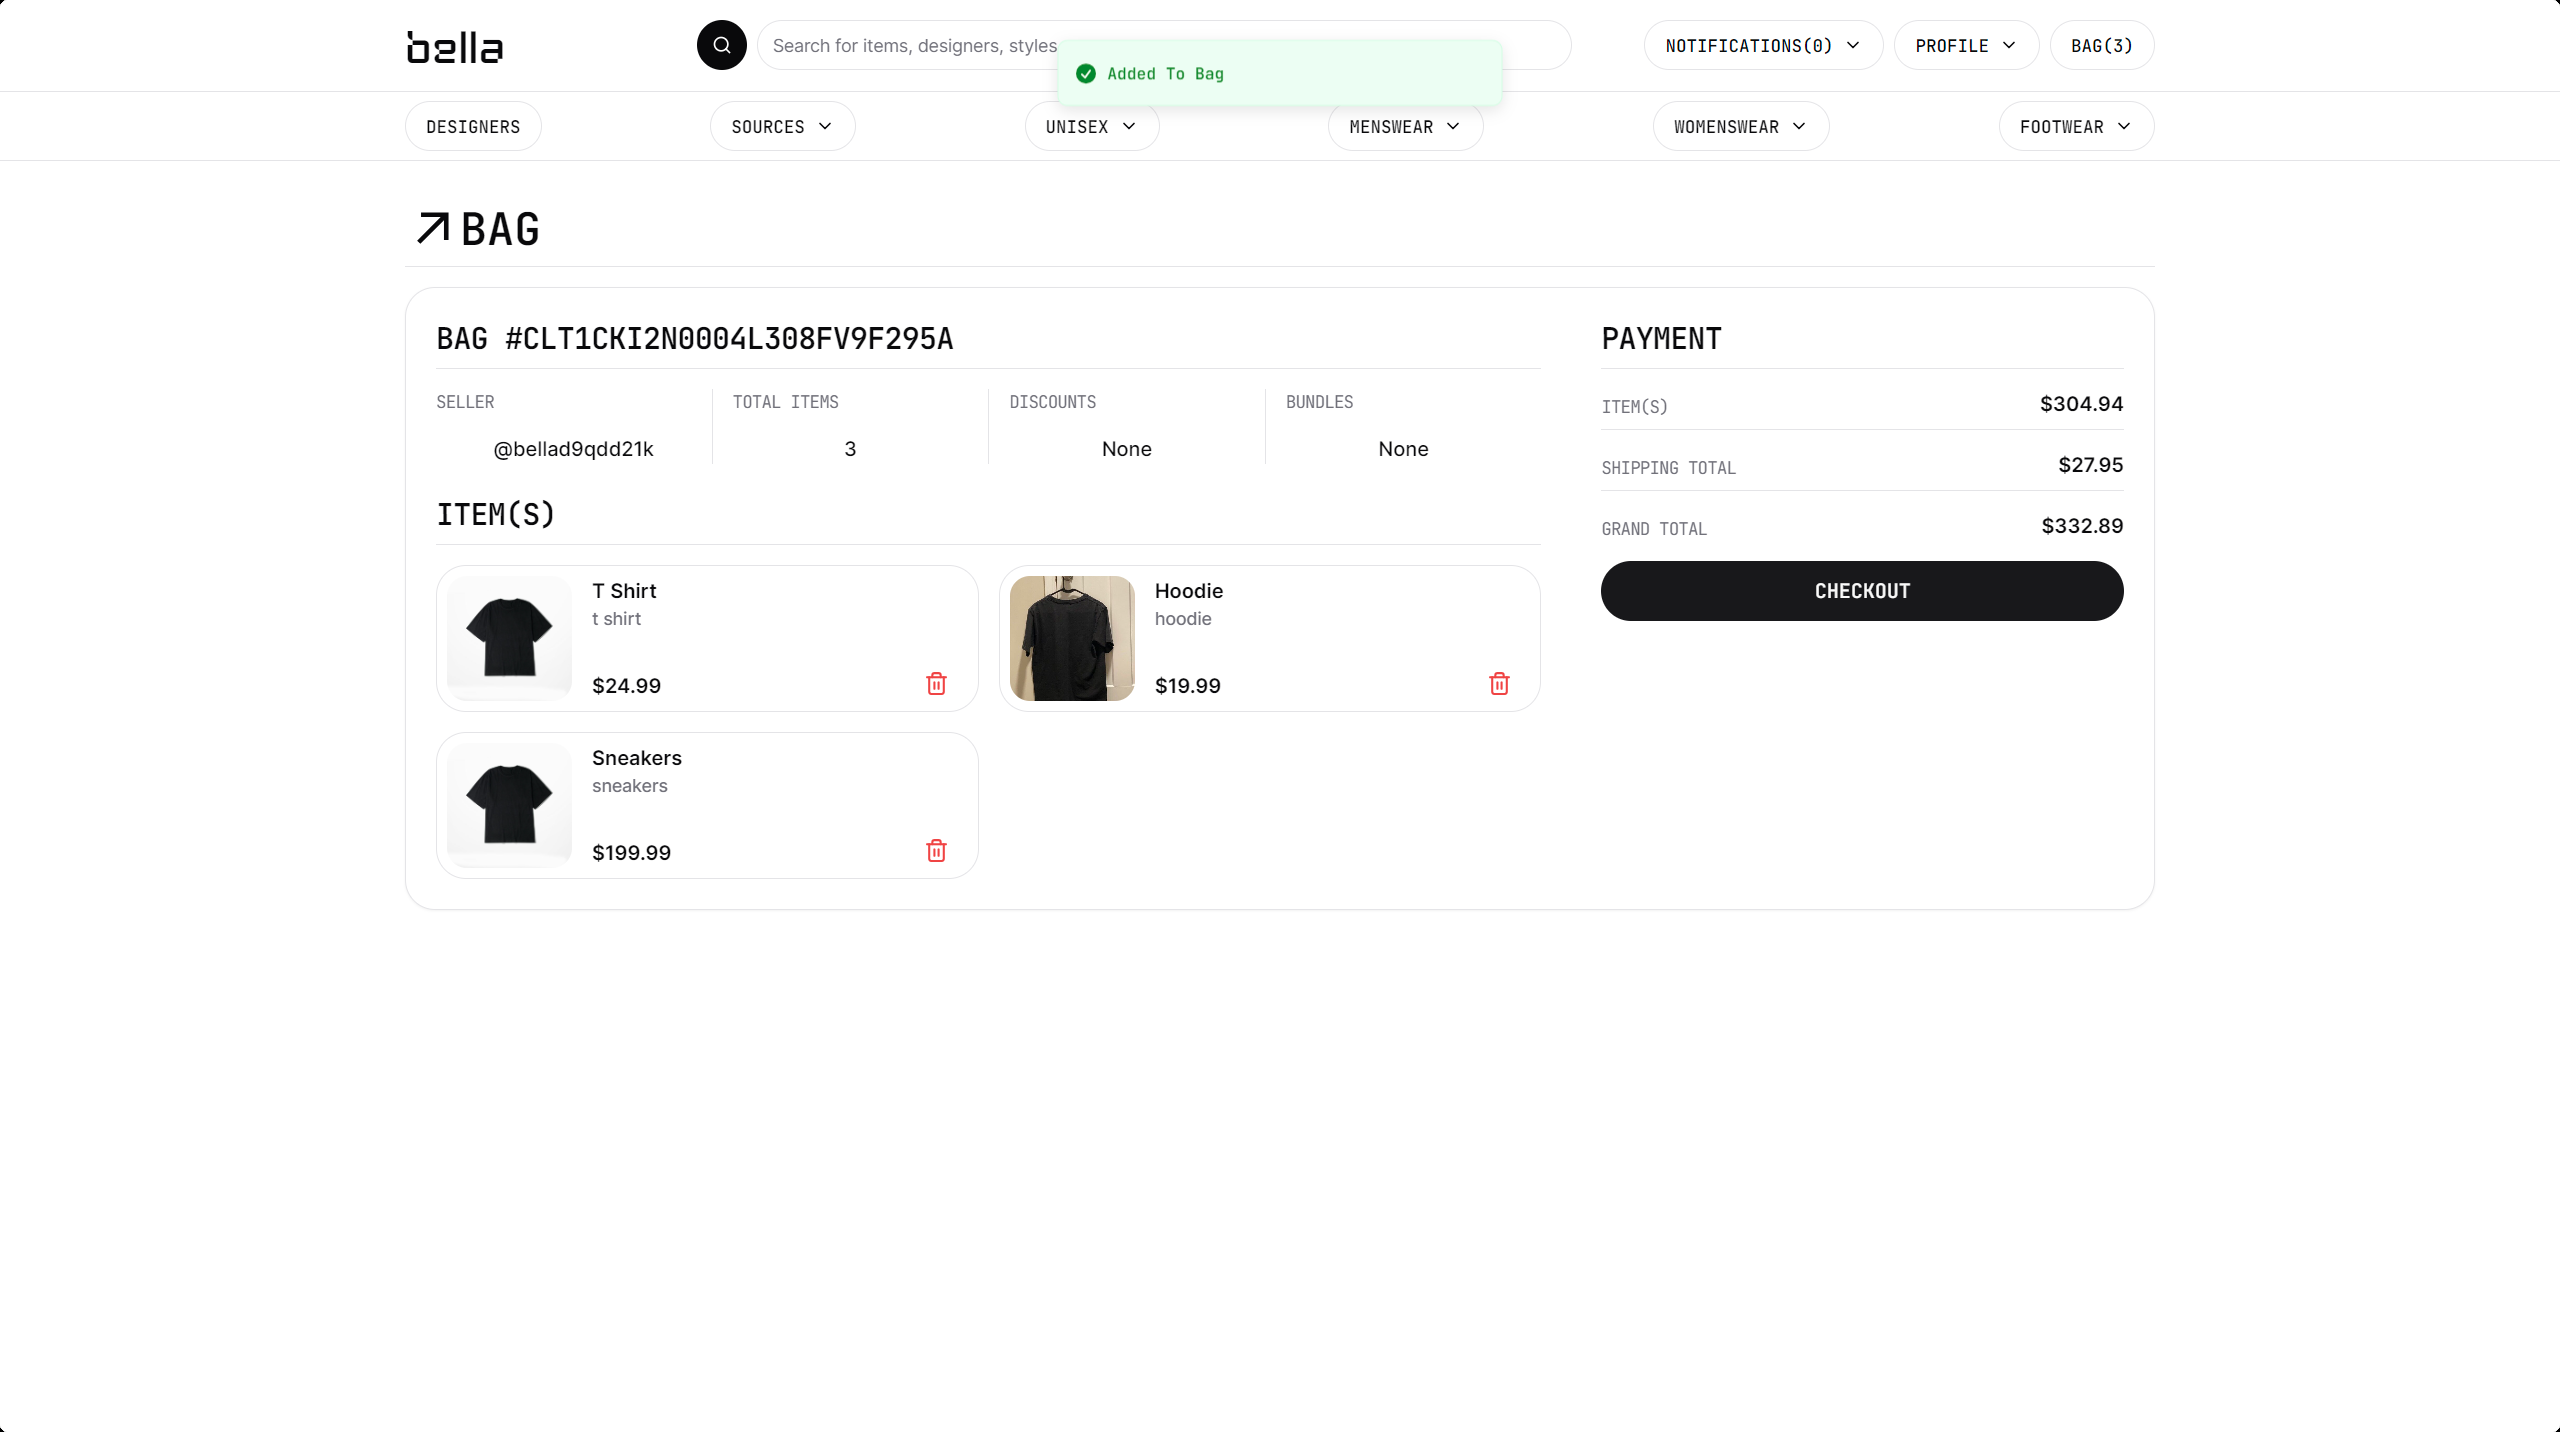 bella
Search for items, designers, styles
Added To Bag
NOTIFICATIONS(0)
PROFILE
BAG(3)
DESIGNERS
SOURCES
UNISEX
MENSWEAR
WOMENSWEAR
FOOTWEAR
BAG
BAG #CLT1CKI2N0004L308FV9F295A
SELLER
@bellad9qdd21k
TOTAL ITEMS
3
DISCOUNTS
None
BUNDLES
None
ITEM(S)
T Shirt
t shirt
$24.99
Hoodie
hoodie
$19.99
Sneakers
sneakers
$199.99
PAYMENT
ITEM(S)
$304.94
SHIPPING TOTAL
$27.95
GRAND TOTAL
$332.89
CHECKOUT